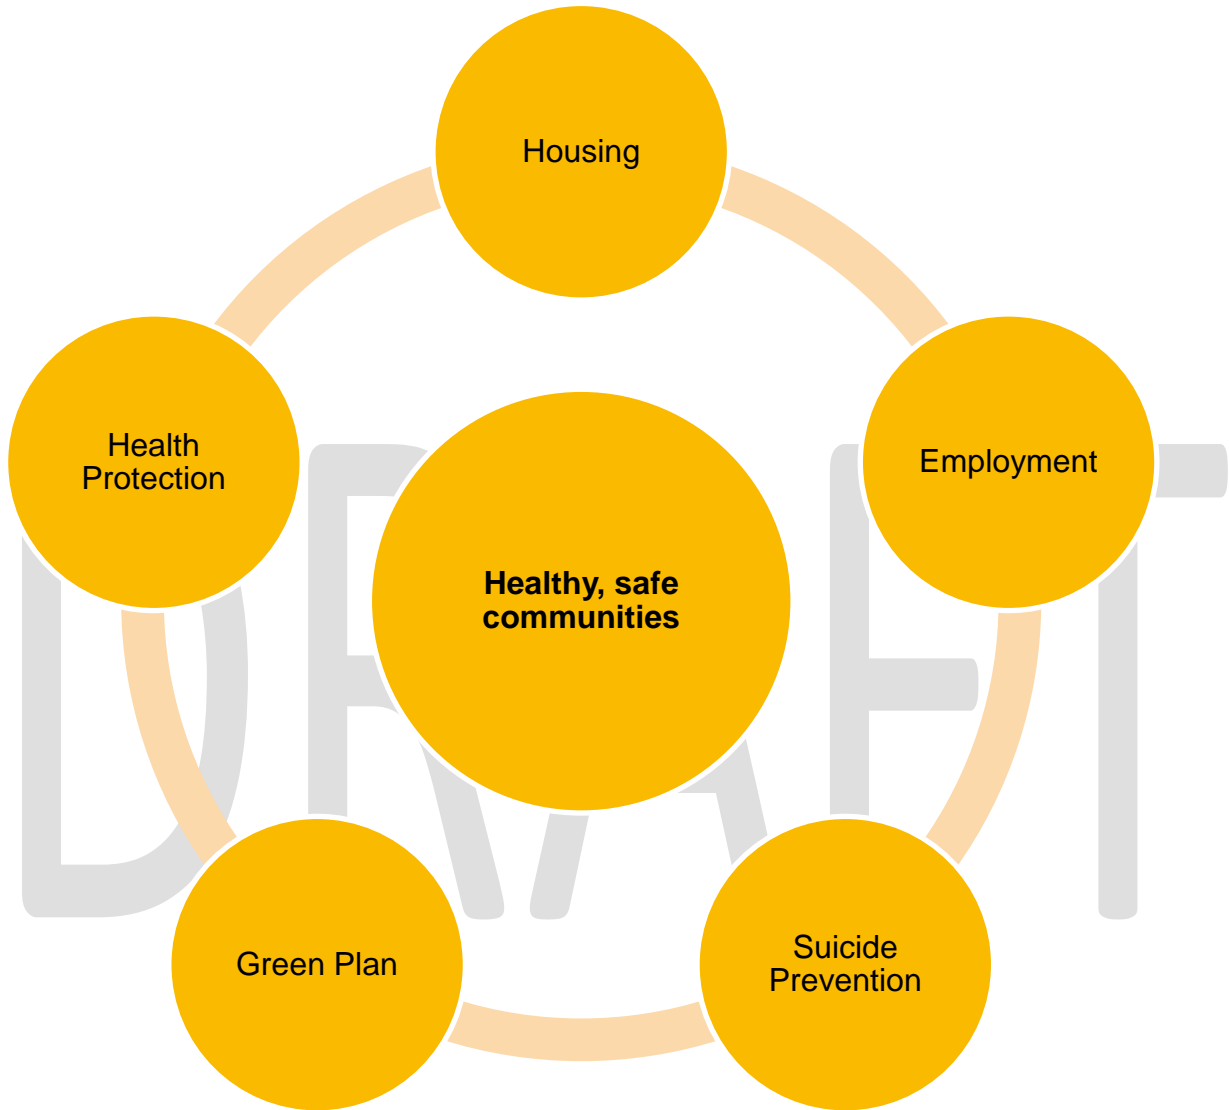 Housing
Health
Protection
Employment
Healthy, safe
communities
Green Plan
Suicide
Prevention
DRAFT